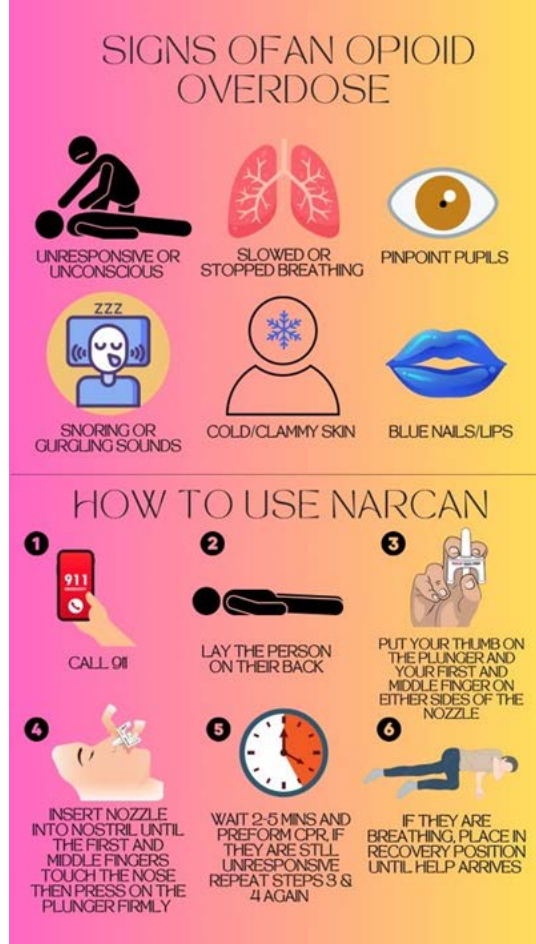 SIGNS OFAN OPIOID
OVERDOSE
UNRESPONSIVE OR
UNCONSCIOUS
SLOWED OR
STOPPED BREATHING
PINPOINT PUPILS
ZZZ
SNORING OR
GURGLING SOUNDS
COLD/CLAMMY SKIN
BLUE NAILS/LIPS
HOW TO USE NARCAN
1
911
CALL 911
2
LAY THE PERSON
ON THEIR BACK
3
PUT YOUR THUMB ON
THE PLUNGER AND
YOUR FIRST AND
MIDDLE FINGER ON
EITHER SIDES OF THE
NOZZLE
4
INSERT NOZZLE
INTO NOSTRIL UNTIL
THE FIRST AND
MIDDLE FINGERS
TOUCH THE NOSE
THEN PRESS ON THE
PLUNGER FIRMLY
5
WAIT 2-5 MINS AND
PREFORM CPR, IF
THEY ARE STLL
UNRESPONSIVE
REPEAT STEPS 3 &
4 AGAIN
6
IF THEY ARE
BREATHING, PLACE IN
RECOVERY POSITION
UNTIL HELP ARRIVES